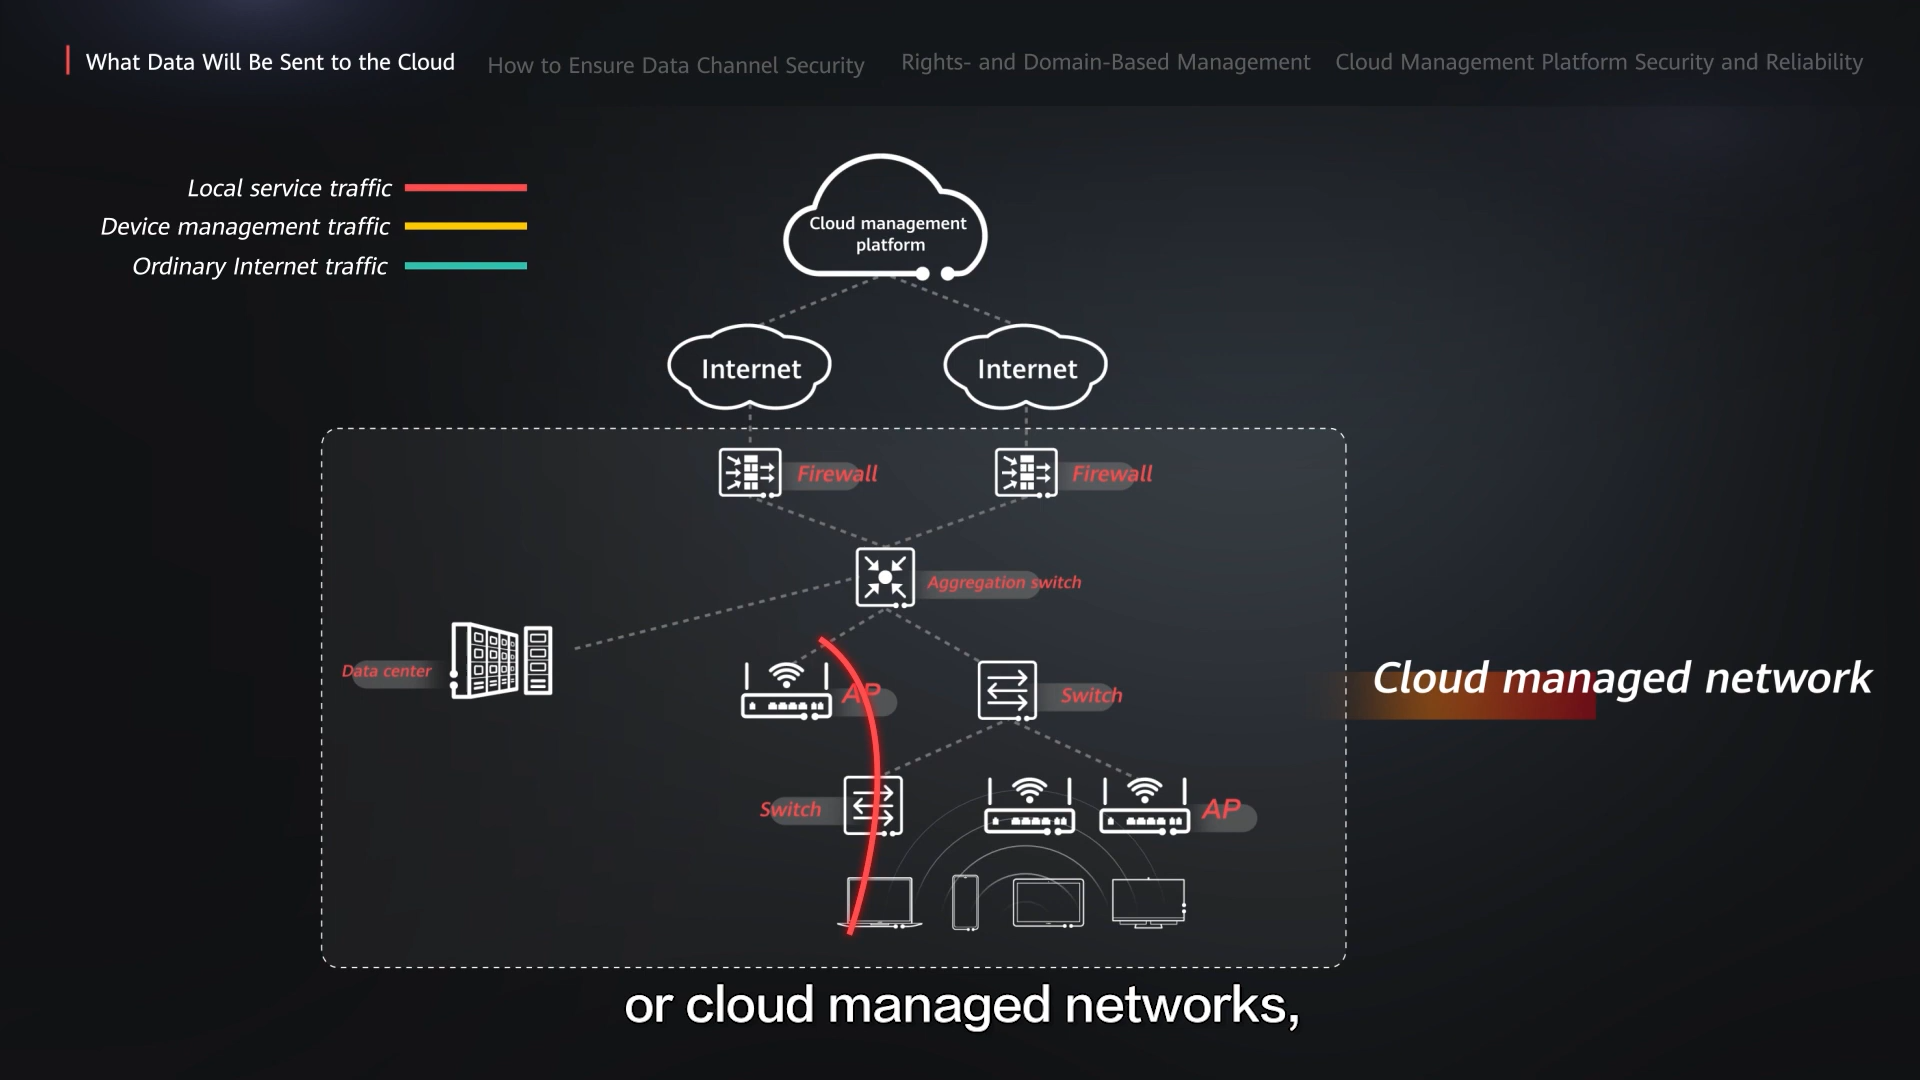 What Data Will Be Sent to the Cloud
How to Ensure Data Channel Security
Rights- and Domain-Based Management
Cloud Management Platform Security and Reliability
Local service traffic
Device management traffic
Ordinary Internet traffic
Cloud management
platform
Internet
Internet
Firewall
Firewall
Aggregation switch
Data center
AP
Switch
Cloud managed network
Switch
AP
or cloud managed networks,